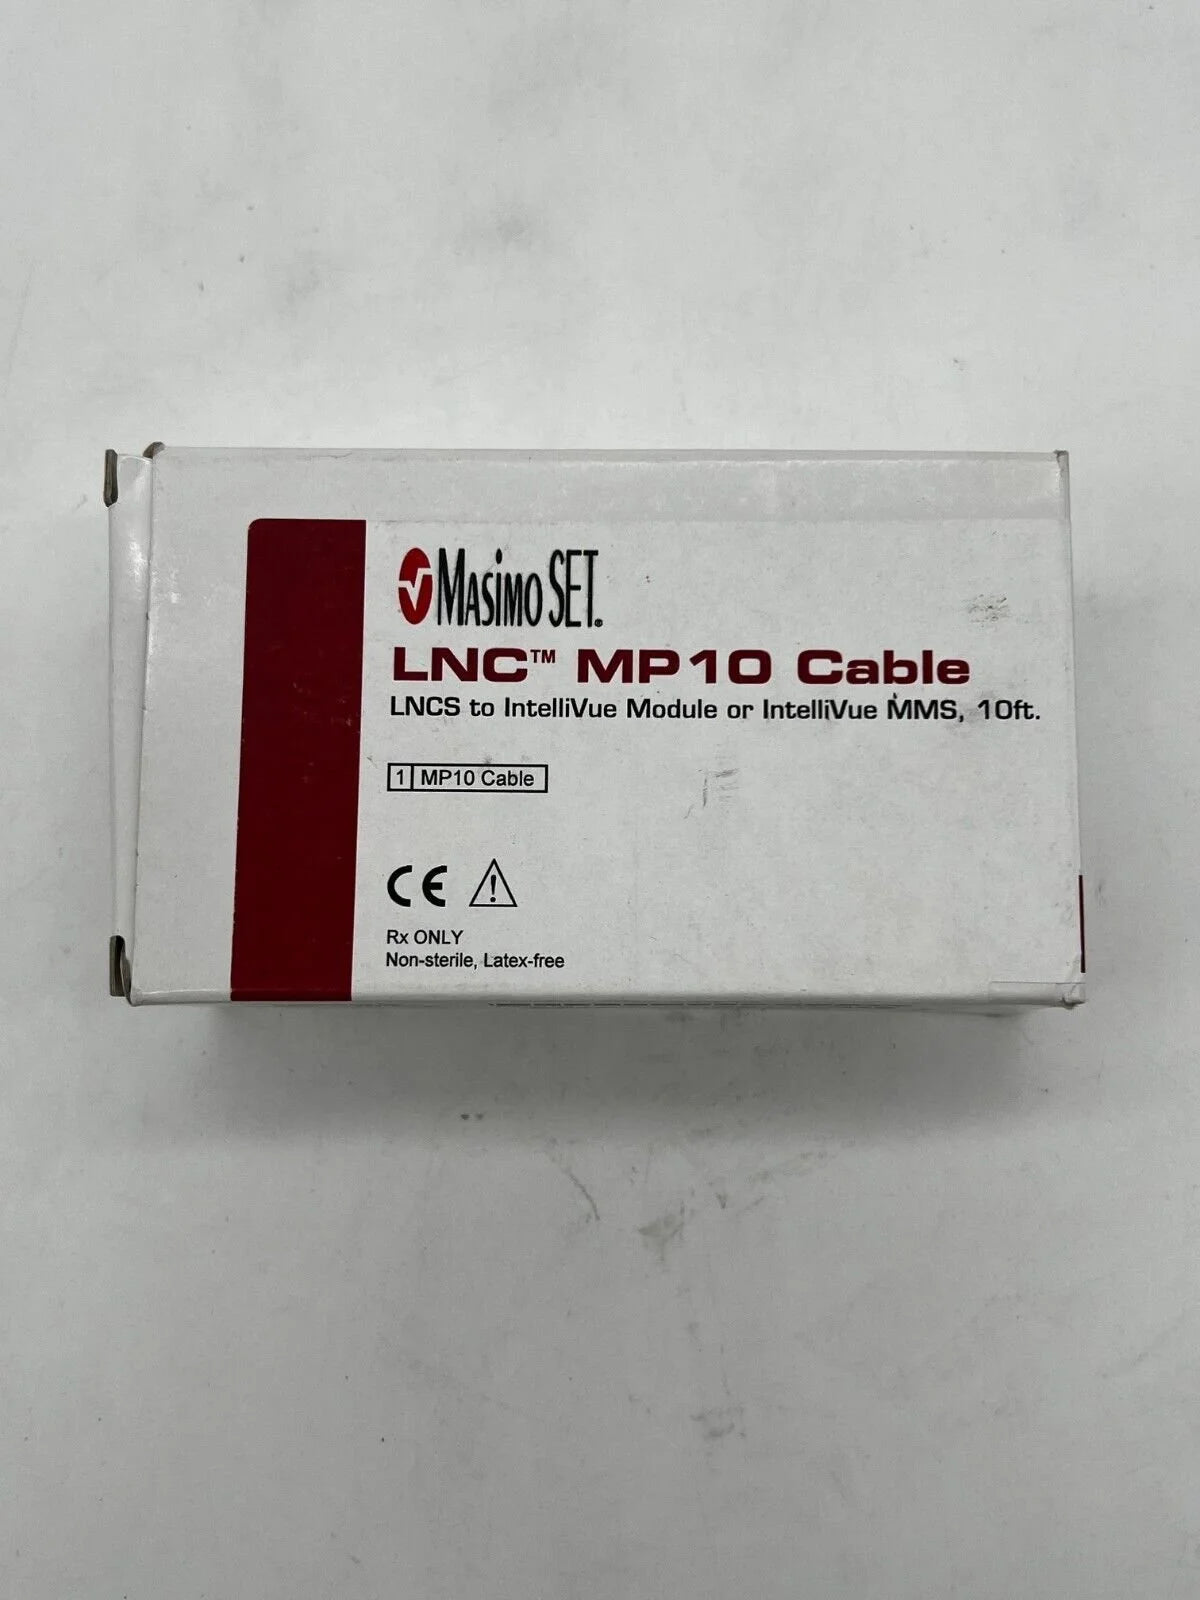 MASiMO SET®
LNC™ MP10 Cable
LNCS to IntelliVue Module or IntelliVue MMS, 10ft.
1 MP10 Cable
CE
Rx ONLY
Non-sterile, Latex-free